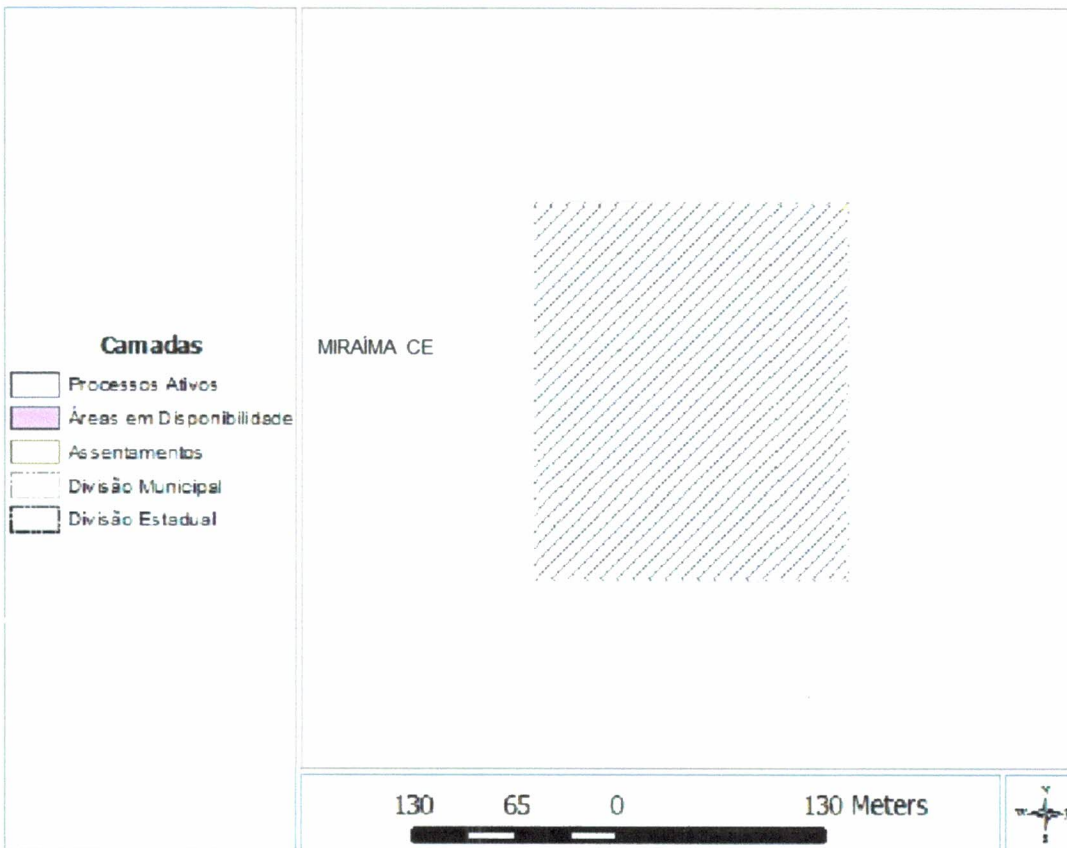 Camadas
Processos Ativos
Áreas em Disponibilidade
Assentamentos
Divisão Municipal
Divisão Estadual
MIRAÍMA CE
130 65 0 130 Meters